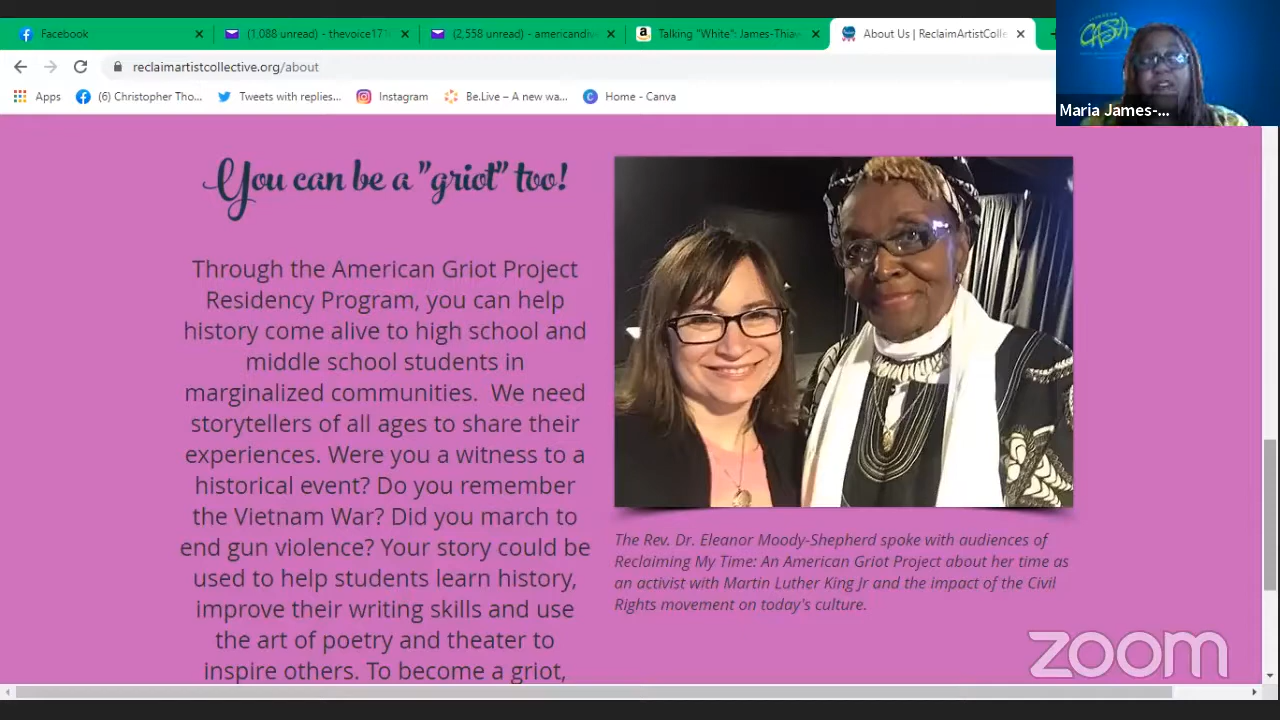 Facebook
(1,088 unread) - thevoice171
(2,558 unread) - americandiv
Talking "White": James-Thiaw
About Us | ReclaimArtistColle
reclaimartistcollective.org/about
Apps
(6) Christopher Tho...
Tweets with replies...
Instagram
Be.Live – A new wa...
Home - Canva
CASA
Maria James-...
You can be a "griot" too!
Through the American Griot Project
Residency Program, you can help
history come alive to high school and
middle school students in
marginalized communities.  We need
storytellers of all ages to share their
experiences. Were you a witness to a
historical event? Do you remember
the Vietnam War? Did you march to
end gun violence? Your story could be
used to help students learn history,
improve their writing skills and use
the art of poetry and theater to
inspire others. To become a griot,
The Rev. Dr. Eleanor Moody-Shepherd spoke with audiences of
Reclaiming My Time: An American Griot Project about her time as
an activist with Martin Luther King Jr and the impact of the Civil
Rights movement on today's culture.
zoom